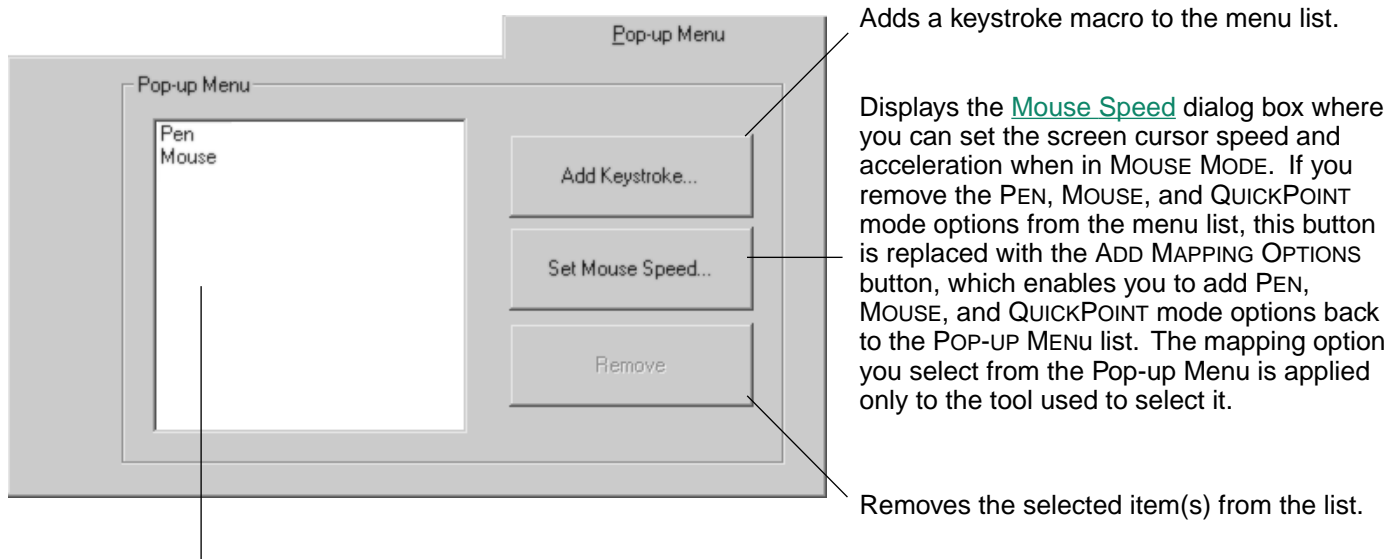 Pop-up Menu
Pop-up Menu
Pen
Mouse
Add Keystroke...
Set Mouse Speed...
Remove
Adds a keystroke macro to the menu list.
Displays the Mouse Speed dialog box where
you can set the screen cursor speed and
acceleration when in MOUSE MODE. If you
remove the PEN, MOUSE, and QUICKPOINT
mode options from the menu list, this button
is replaced with the ADD MAPPING OPTIONS
button, which enables you to add PEN,
MOUSE, and QUICKPOINT mode options back
to the POP-UP MENu list. The mapping option
you select from the Pop-up Menu is applied
only to the tool used to select it.
Removes the selected item(s) from the list.